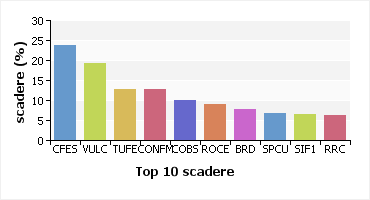 30
25
20
15
10
5
0
scadere (%)
CFES VULC TUFE CONFM COBS ROCE BRD SPCU SIF1 RRC
Top 10 scadere